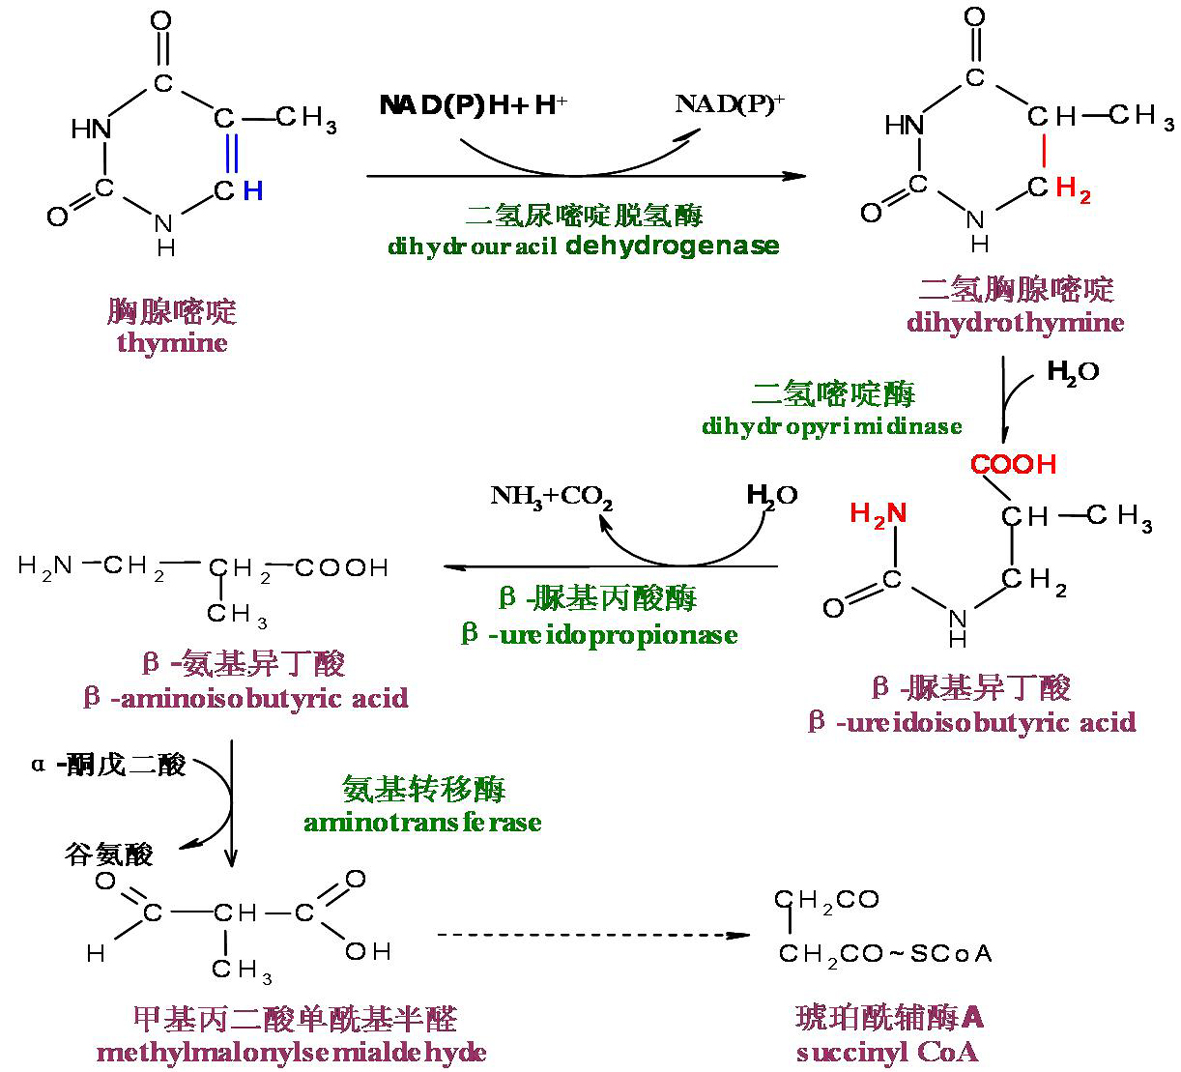 O
C
HN
C
CH3
C
H
C
O
N
H
NAD(P)H+H+
NAD(P)+
二氢尿嘧啶脱氢酶
dihydrouracil dehydrogenase
O
C
HN
CH
CH3
C
CH2
O
N
H
胸腺嘧啶
thymine
二氢胸腺嘧啶
dihydrothymine
二氢嘧啶酶
dihydropyrimidinase
H2O
COOH
H2N
CH
CH3
C
CH2
O
N
H
NH3+CO2
H2O
H2N
CH2
CH2
COOH
CH3
β-脲基丙酸酶
β-ureidopropionase
β-氨基异丁酸
β-aminoisobutyric acid
β-脲基异丁酸
β-ureidoisobutyric acid
α-酮戊二酸
氨基转移酶
aminotransferase
谷氨酸
O
C
CH
C
O
H
OH
CH3
CH2CO
CH2CO~SCoA
甲基丙二酸单酰基半醛
methylmalonylsemialdehyde
琥珀酰辅酶A
succinyl CoA